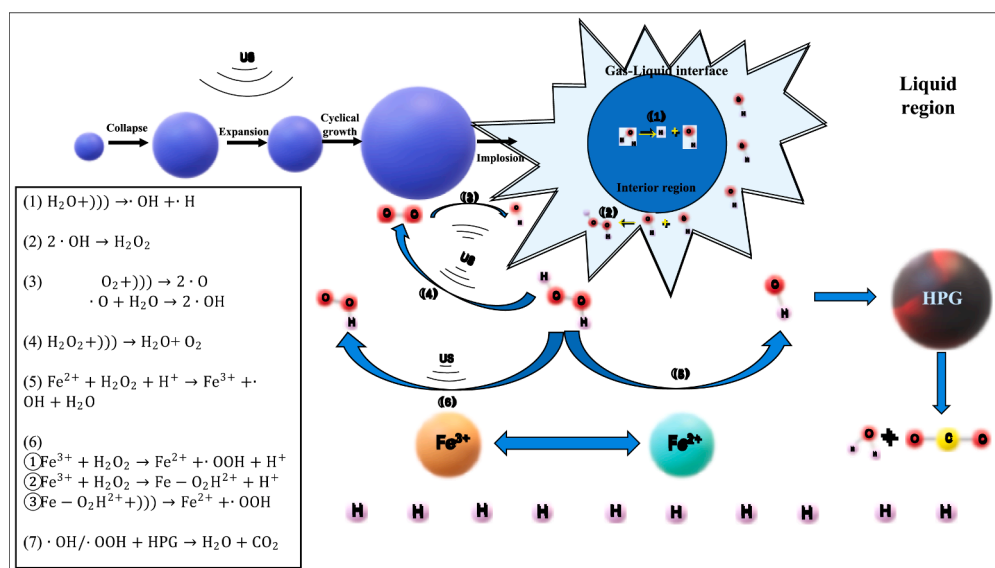 US
Collapse
Expansion
Cyclical
growth
Implosion
Gas-Liquid interface
(1)
O
H
H
H
+
O
H
Interior region
(2)
O
O
H
H
O
H
+
O
H
O
H
O
H
O
H
Liquid
region
(1) H₂O+))) →· OH +· H
(2) 2 · OH → H₂O₂
(3) O₂+))) → 2 · O
· O + H₂O → 2 · OH
(4) H₂O₂+))) → H₂O+ O₂
(5) Fe²⁺ + H₂O₂ + H⁺ → Fe³⁺ +·
OH + H₂O
(6)
①Fe³⁺ + H₂O₂ → Fe²⁺ +· OOH + H⁺
②Fe³⁺ + H₂O₂ → Fe − O₂H²⁺ + H⁺
③Fe − O₂H²⁺+))) → Fe²⁺ +· OOH
(7) · OH/· OOH + HPG → H₂O + CO₂
O O
(3)
O
H
US
(4)
O O
H
H
O O
H
O
H
HPG
US
(6)
(5)
Fe³⁺
Fe²⁺
O
H H
+
O C O
H H H H H H H H H H